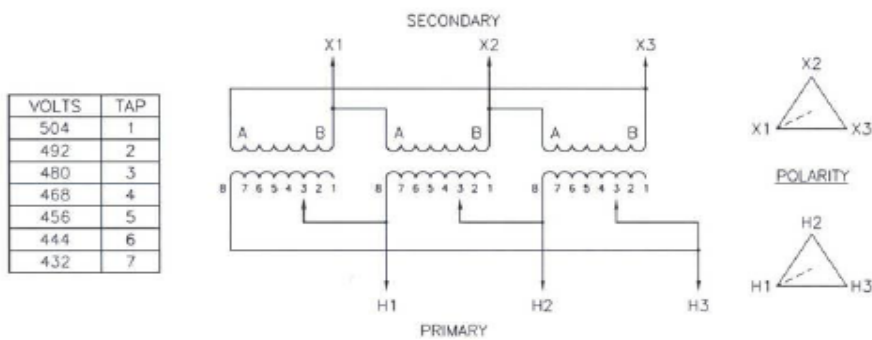 SECONDARY
X1 X2 X3
VOLTS TAP
504 1
492 2
480 3
468 4
456 5
444 6
432 7
A B A B A B
8 7 6 5 4 3 2 1 8 7 6 5 4 3 2 1 8 7 6 5 4 3 2 1
H1 H2 H3
PRIMARY
X2
X1 X3
POLARITY
H2
H1 H3